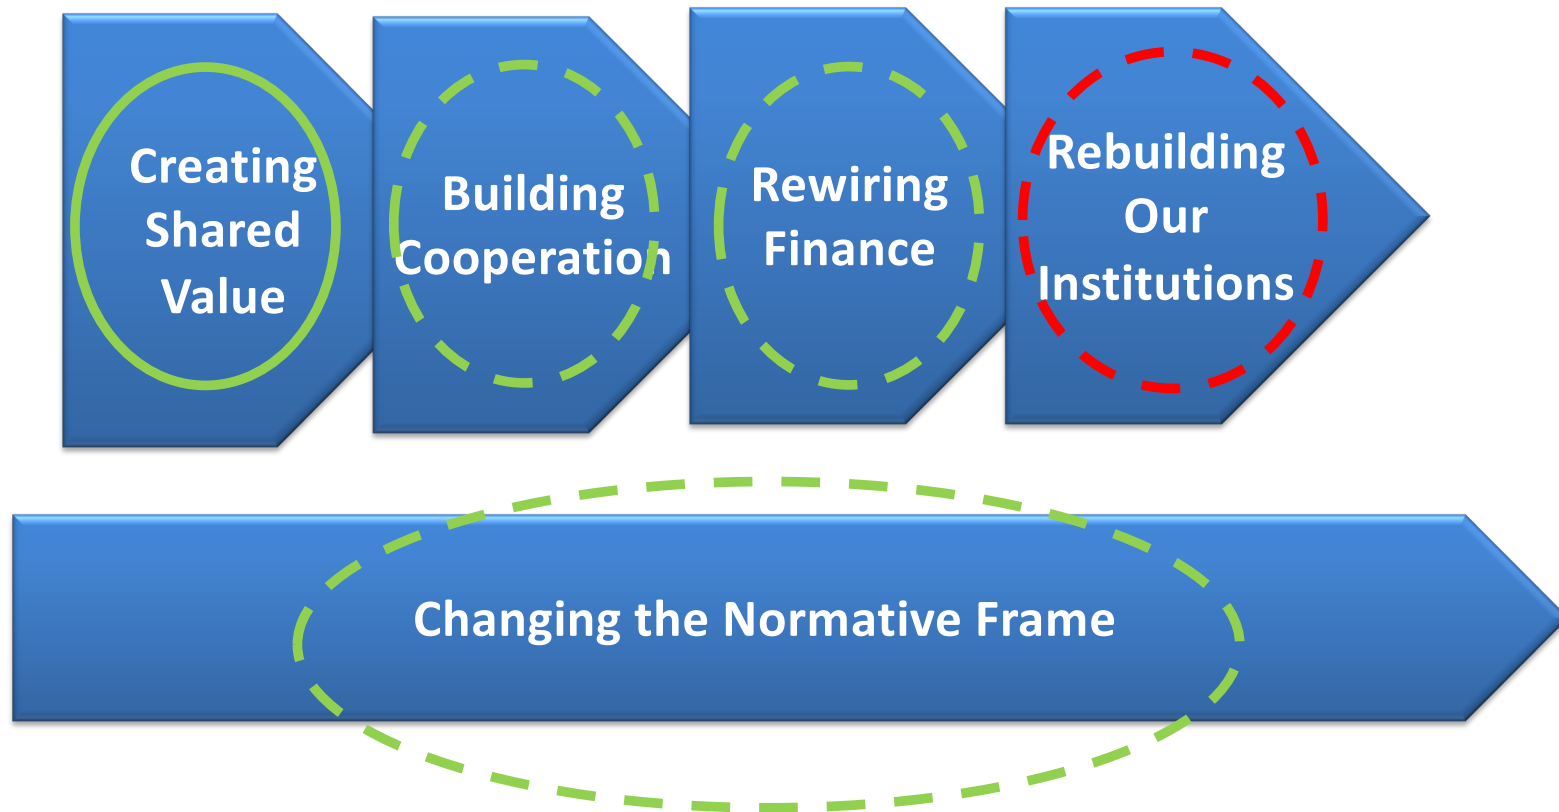 Creating
Shared
Value
Building
Cooperation
Rewiring
Finance
Rebuilding
Our
Institutions
Changing the Normative Frame